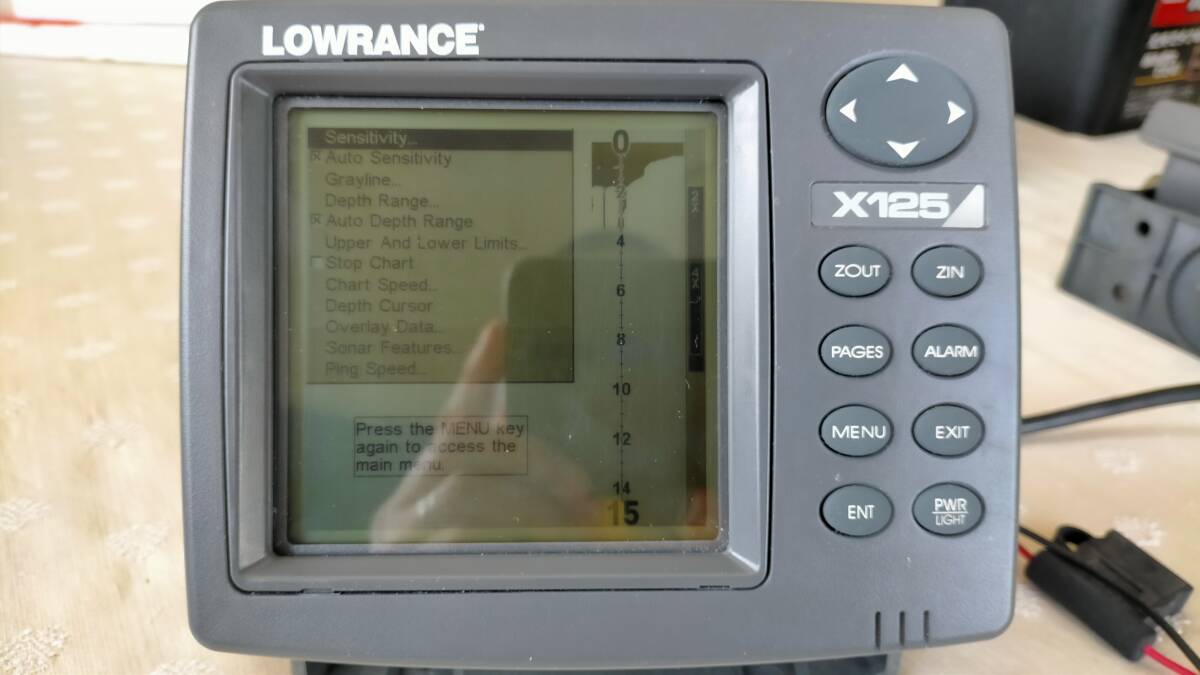 LOWRANCE
Sensitivity...
Auto Sensitivity
Grayline...
Depth Range...
Auto Depth Range
Upper And Lower Limits...
Stop Chart
Chart Speed...
Depth Cursor
Overlay Data...
Sonar Features...
Ping Speed...
Press the MENU key
again to access the
main menu.
0
4
6
8
10
12
14
15
X125
ZOUT
ZIN
PAGES
ALARM
MENU
EXIT
ENT
PWR
LIGHT